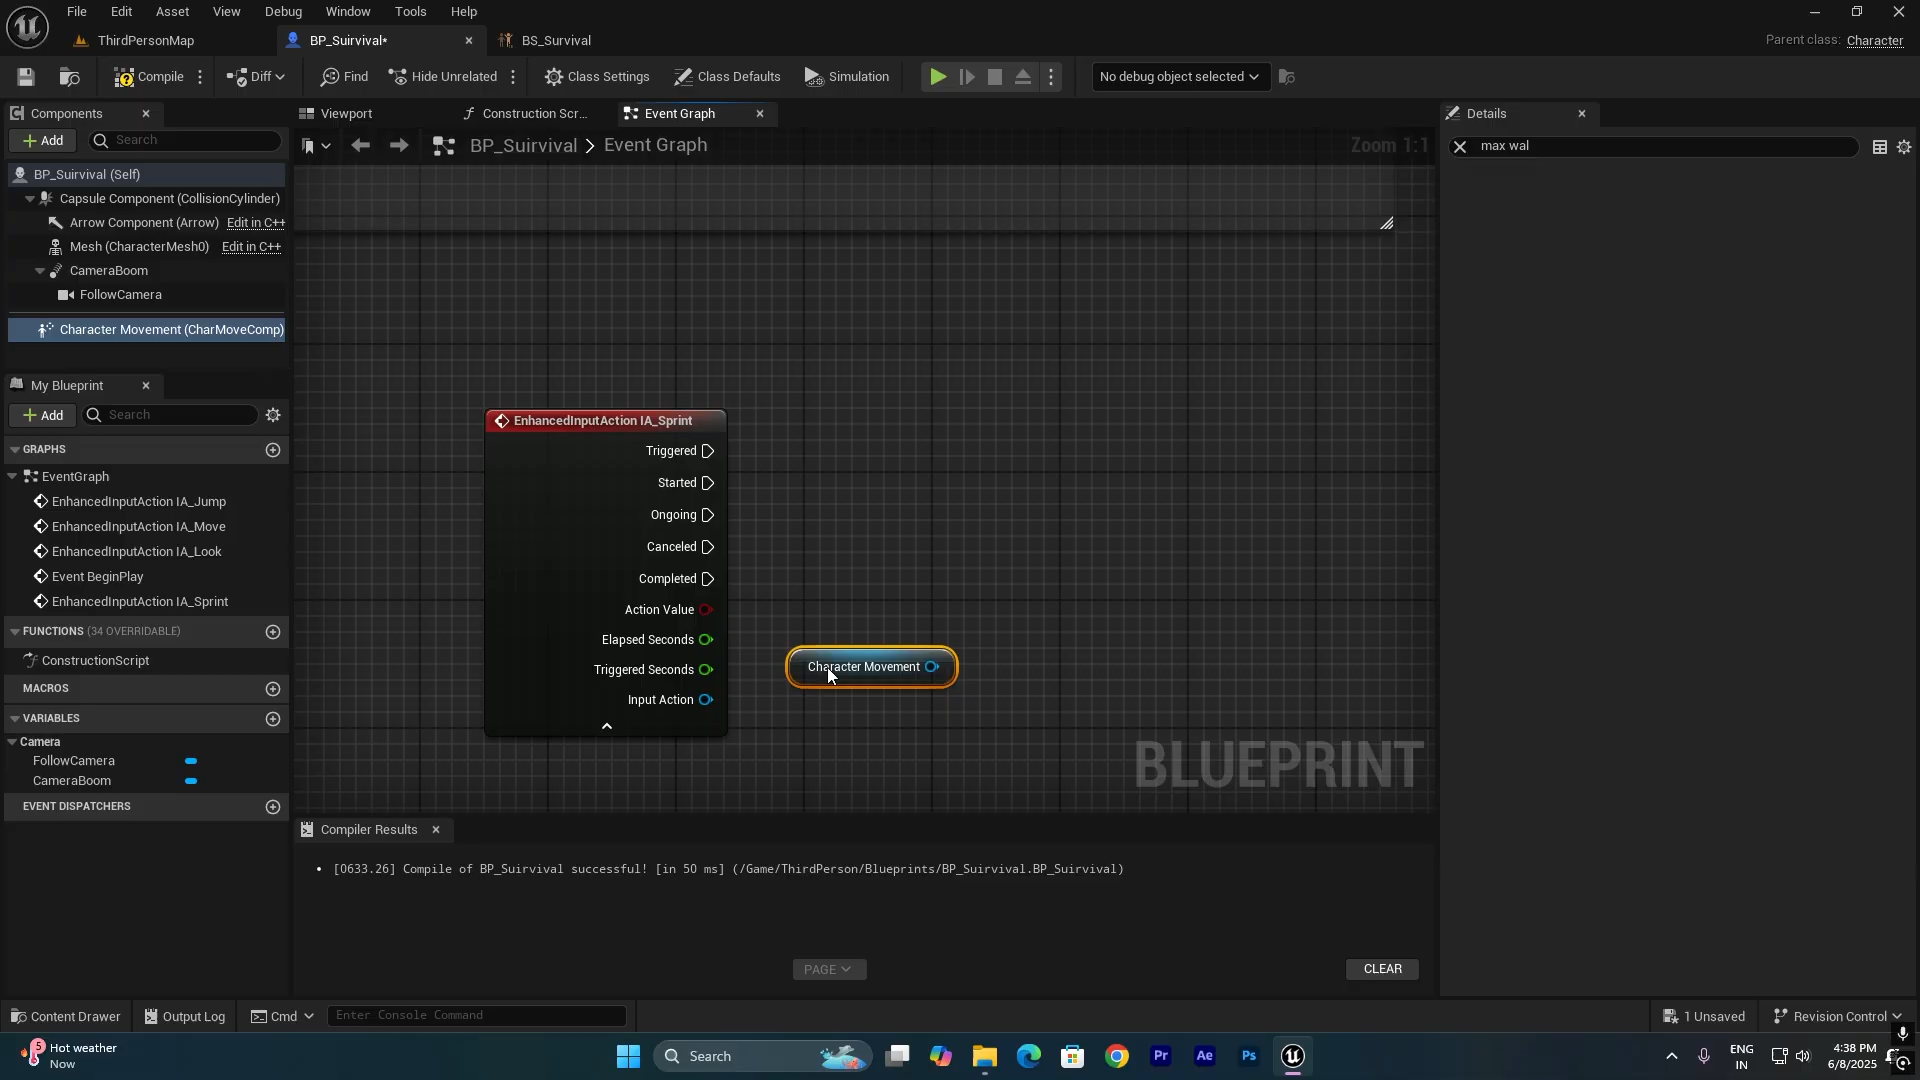 File Edit Asset View Debug Window Tools Help
ThirdPersonMap BP_Suirvival* BS_Survival Parent class: Character
Compile Diff Find Hide Unrelated Class Settings Class Defaults Simulation No debug object selected
Components Viewport Construction Scr... Event Graph Details
Add Search BP_Suirvival Event Graph Zoom 1:1 max wal
BP_Suirvival (Self)
Capsule Component (CollisionCylinder)
Arrow Component (Arrow) Edit in C++
Mesh (CharacterMesh0) Edit in C++
CameraBoom
FollowCamera
Character Movement (CharMoveComp)
My Blueprint
Add Search
GRAPHS
EventGraph
EnhancedInputAction IA_Jump
EnhancedInputAction IA_Move
EnhancedInputAction IA_Look
Event BeginPlay
EnhancedInputAction IA_Sprint
FUNCTIONS (34 OVERRIDABLE)
ConstructionScript
MACROS
VARIABLES
Camera
FollowCamera
CameraBoom
EVENT DISPATCHERS
EnhancedInputAction IA_Sprint
Triggered
Started
Ongoing
Canceled
Completed
Action Value
Elapsed Seconds
Triggered Seconds
Input Action
Character Movement
BLUEPRINT
Compiler Results
[0633.26] Compile of BP_Suirvival successful! [in 50 ms] (/Game/ThirdPerson/Blueprints/BP_Suirvival.BP_Suirvival)
PAGE CLEAR
Content Drawer Output Log Cmd Enter Console Command 1 Unsaved Revision Control
5 Hot weather
Now
Search
Pr Ae Ps
ENG
IN
4:38 PM
6/8/2025